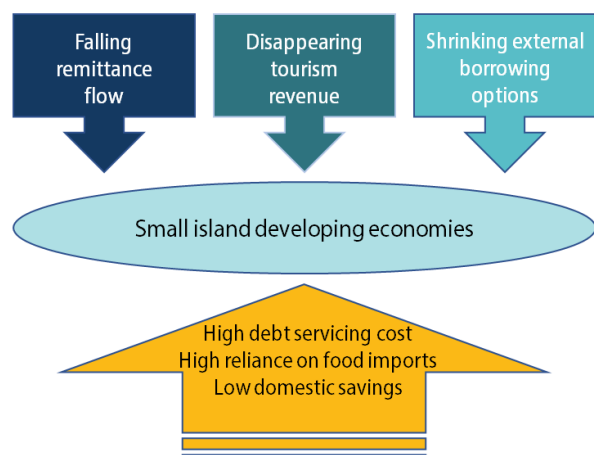 Falling
remittance
flow
Disappearing
tourism
revenue
Shrinking external
borrowing
options
Small island developing economies
High debt servicing cost
High reliance on food imports
Low domestic savings